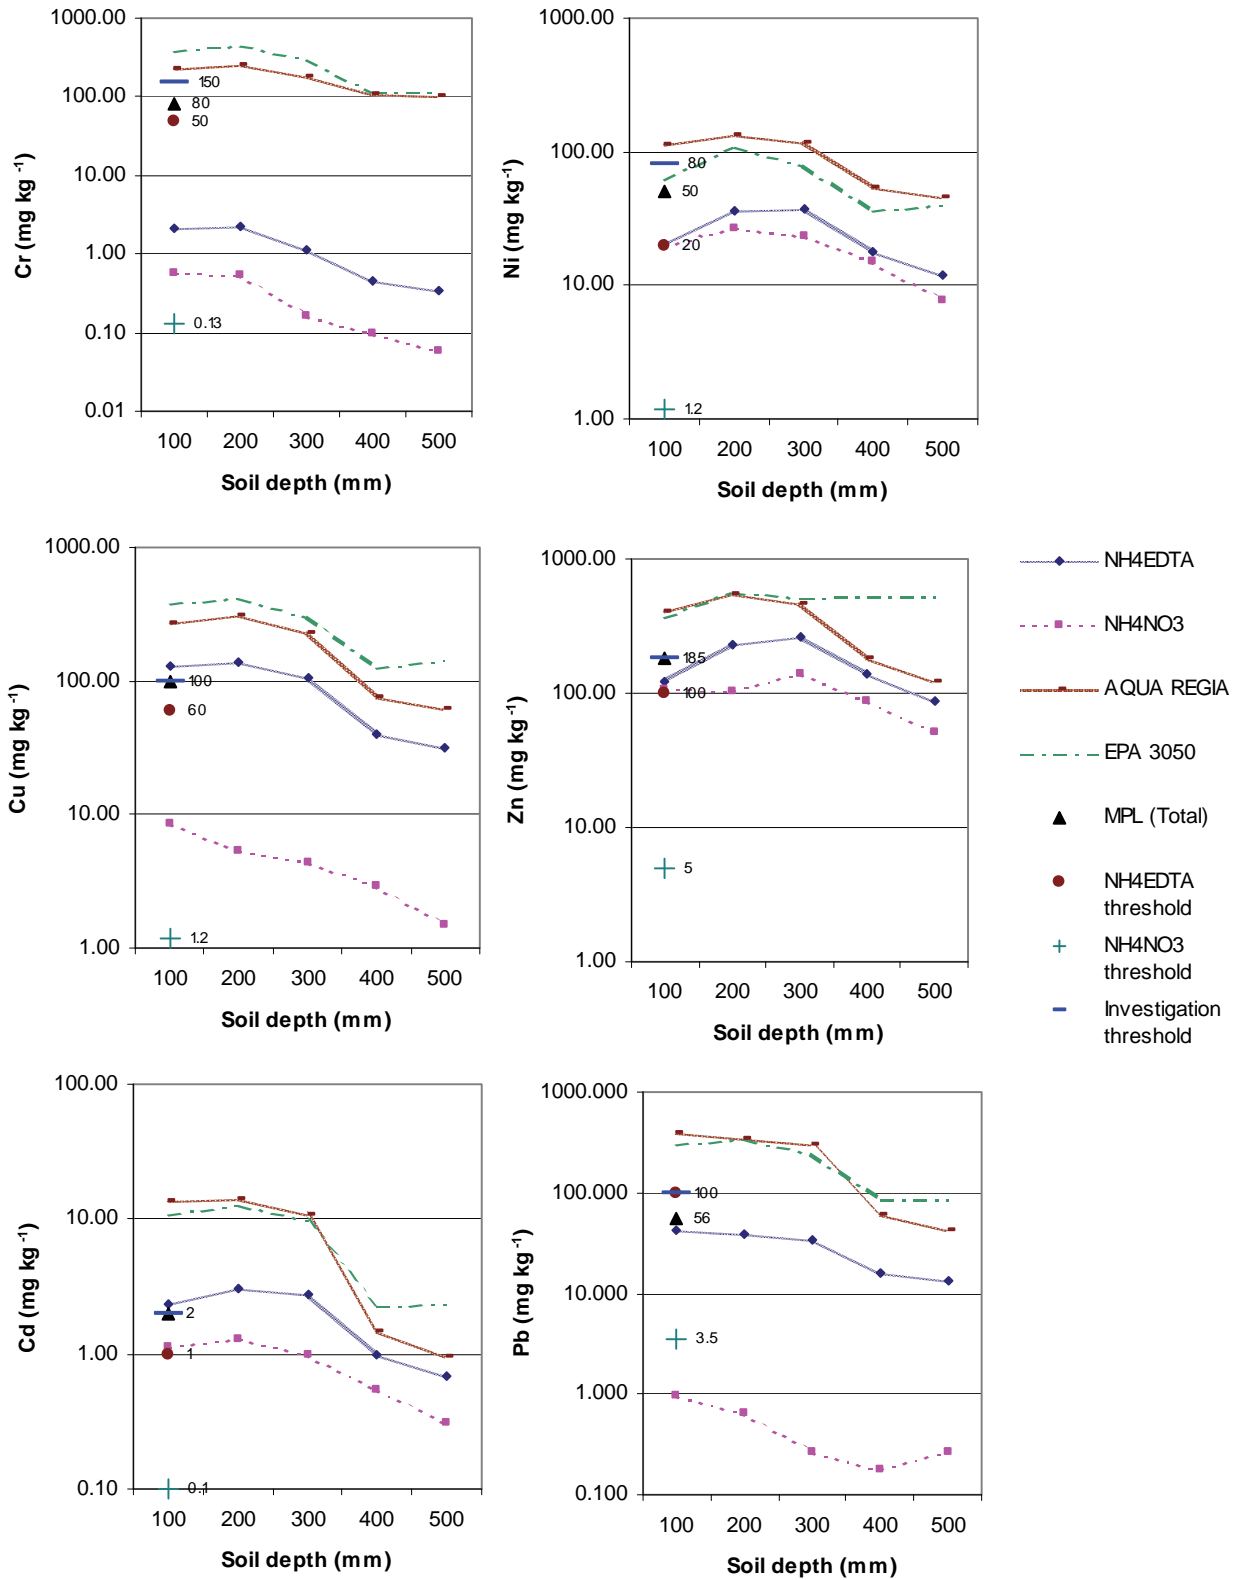 1000.00
100.00
10.00
1.00
0.10
0.01
Cr (mg kg -1)
150
80
50
0.13
100 200 300 400 500
Soil depth (mm)
1000.00
100.00
10.00
1.00
Ni (mg kg -1)
80
50
20
1.2
100 200 300 400 500
Soil depth (mm)
1000.00
100.00
10.00
1.00
Cu (mg kg -1)
100
60
1.2
100 200 300 400 500
Soil depth (mm)
1000.00
100.00
10.00
1.00
Zn (mg kg -1)
185
100
5
100 200 300 400 500
Soil depth (mm)
NH4EDTA
NH4NO3
AQUA REGIA
EPA 3050
MPL (Total)
NH4EDTA
threshold
NH4NO3
threshold
Investigation
threshold
100.00
10.00
1.00
0.10
Cd (mg kg -1)
2
1
0.1
100 200 300 400 500
Soil depth (mm)
1000.000
100.000
10.000
1.000
0.100
Pb (mg kg -1)
100
56
3.5
100 200 300 400 500
Soil depth (mm)